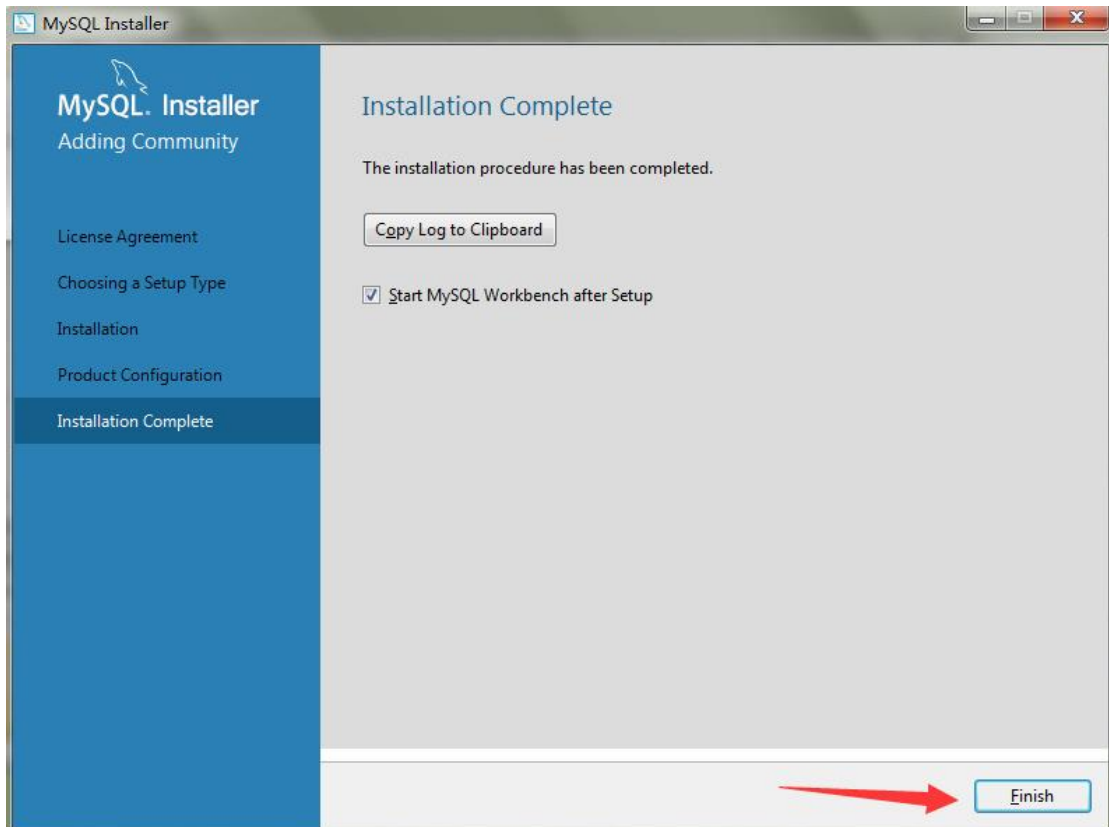 MySQL Installer
MySQL. Installer
Adding Community
License Agreement
Choosing a Setup Type
Installation
Product Configuration
Installation Complete
Installation Complete
The installation procedure has been completed.
Copy Log to Clipboard
Start MySQL Workbench after Setup
Finish